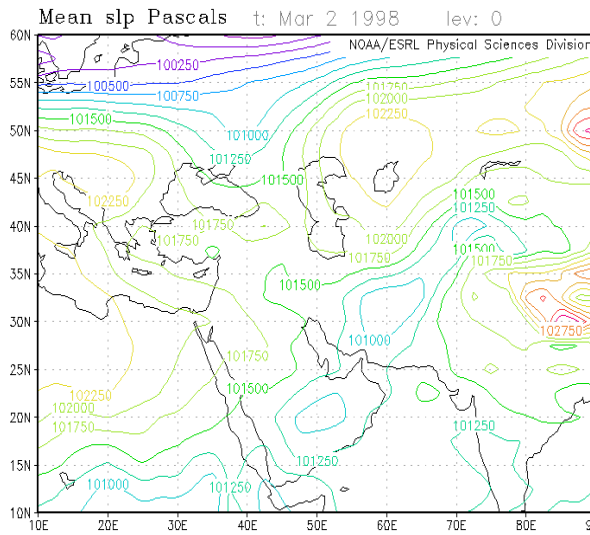 Mean slp Pascals t: Mar 2 1998 lev: 0
60N NOAA/ESRL Physical Sciences Division
100250
55N 100500 101250
100750 102000
101500 102250
50N 101000
101250
45N 101500
102250 101500
101250
40N 101750 102000 101500
101750 101750 101750
35N 101500
30N 101000 102750
101750
25N
102250 101500
20N 102000
101750 101250
15N 101250
101000 101250
10N
10E 20E 30E 40E 50E 60E 70E 80E